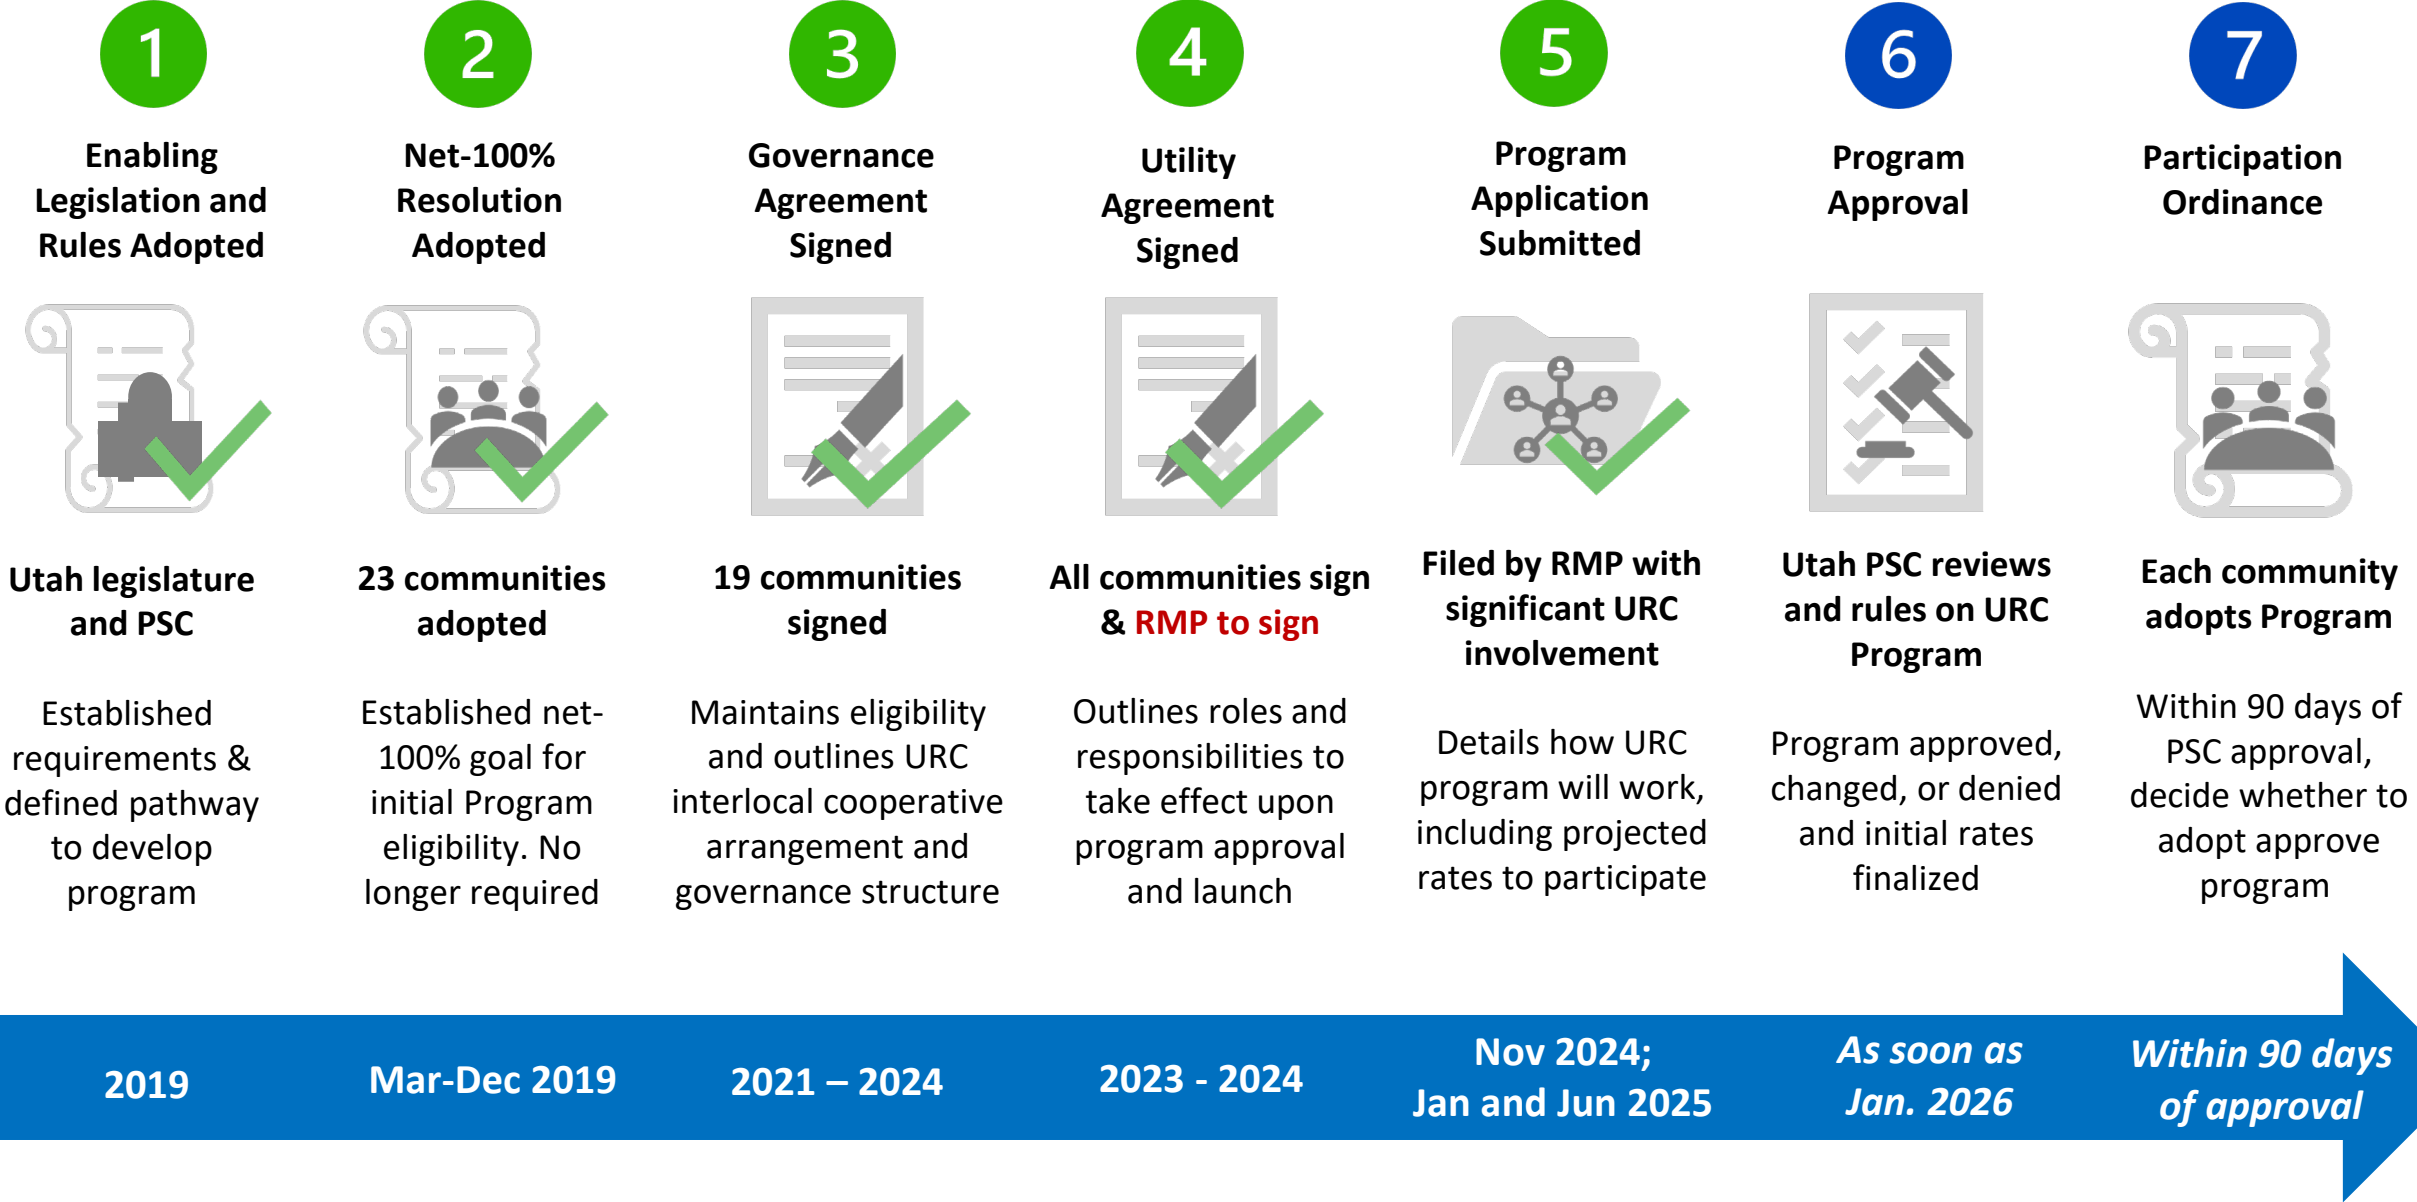 1
Enabling
Legislation and
Rules Adopted
Utah legislature
and PSC
Established
requirements &
defined pathway
to develop
program
2019
2
Net-100%
Resolution
Adopted
23 communities
adopted
Established net-
100% goal for
initial Program
eligibility. No
longer required
Mar-Dec 2019
3
Governance
Agreement
Signed
19 communities
signed
Maintains eligibility
and outlines URC
interlocal cooperative
arrangement and
governance structure
2021 – 2024
4
Utility
Agreement
Signed
All communities sign
& RMP to sign
Outlines roles and
responsibilities to
take effect upon
program approval
and launch
2023 - 2024
5
Program
Application
Submitted
Filed by RMP with
significant URC
involvement
Details how URC
program will work,
including projected
rates to participate
Nov 2024;
Jan and Jun 2025
6
Program
Approval
Utah PSC reviews
and rules on URC
Program
Program approved,
changed, or denied
and initial rates
finalized
As soon as
Jan. 2026
7
Participation
Ordinance
Each community
adopts Program
Within 90 days of
PSC approval,
decide whether to
adopt approve
program
Within 90 days
of approval